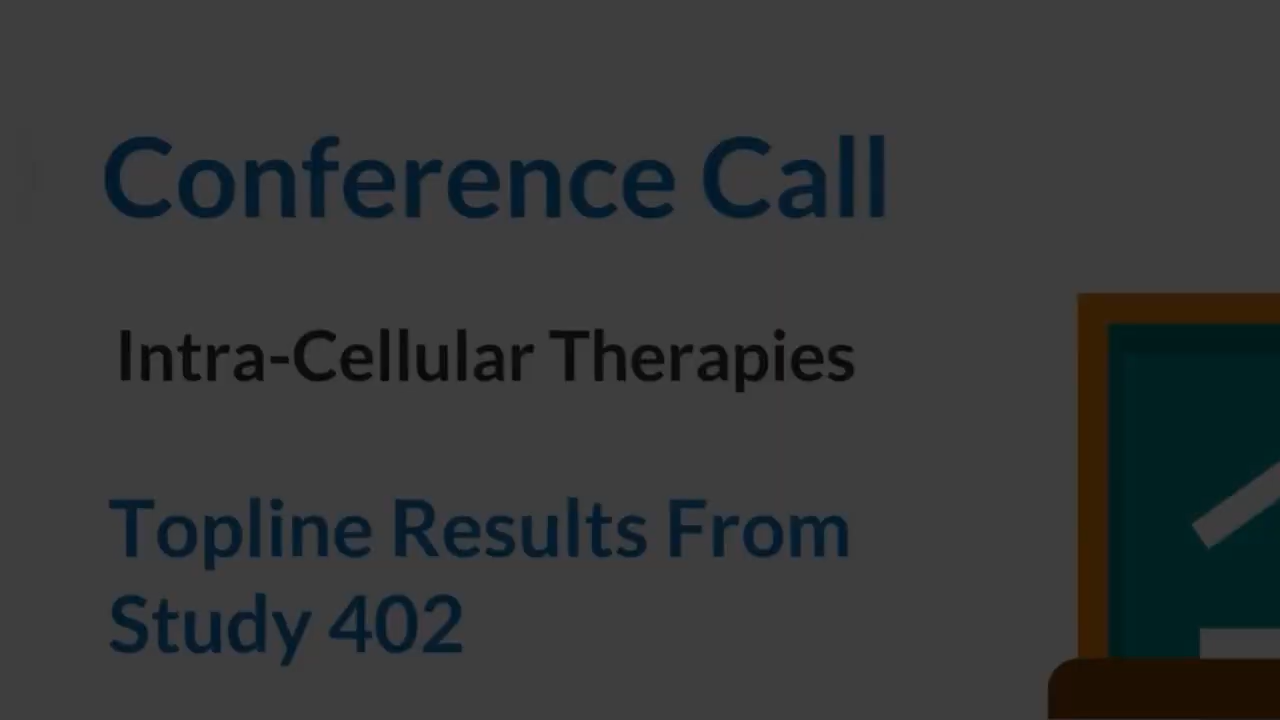 Conference Call
Intra-Cellular Therapies
Topline Results From
Study 402